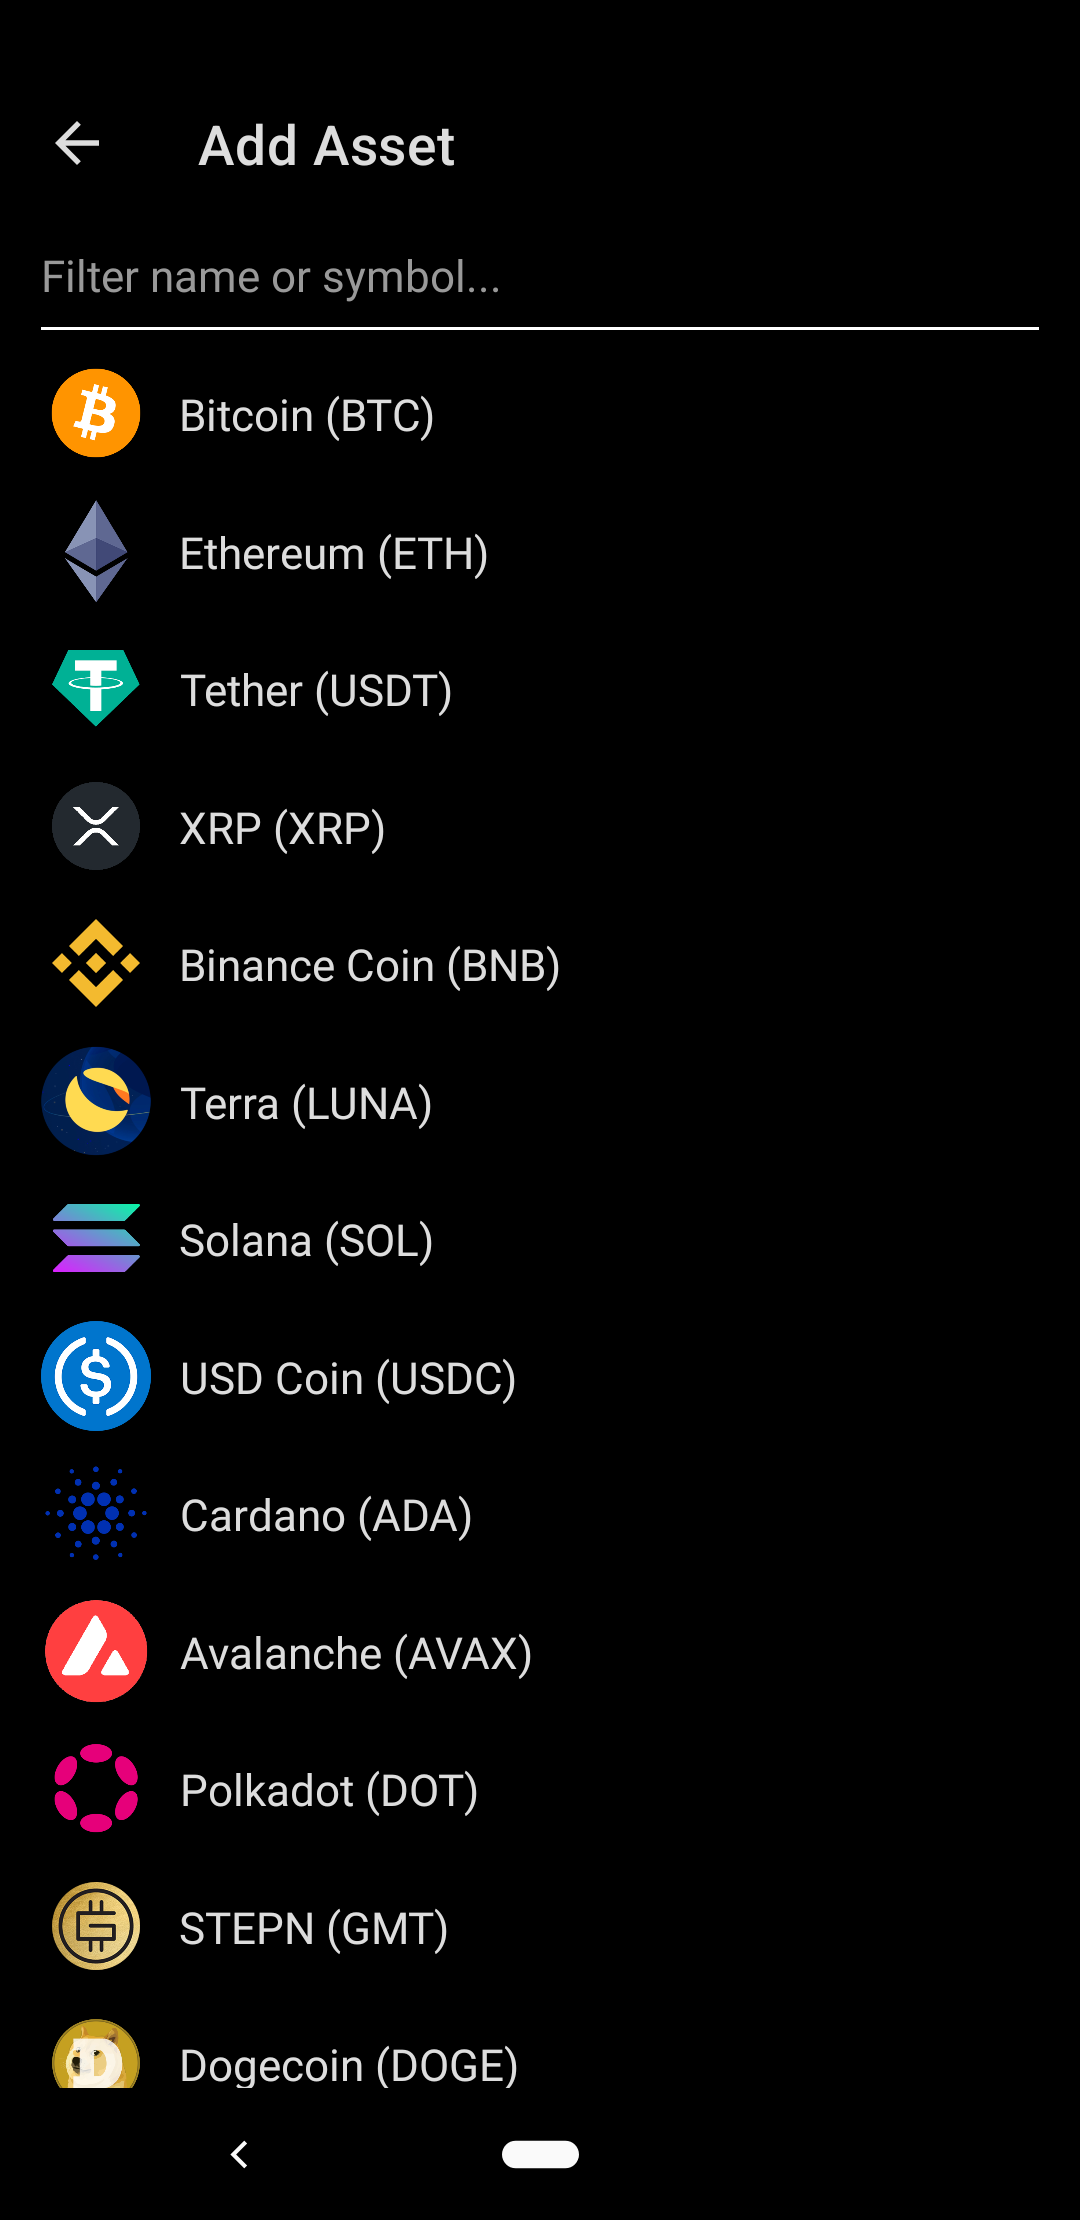 Add Asset
Filter name or symbol...
Bitcoin (BTC)
Ethereum (ETH)
Tether (USDT)
XRP (XRP)
Binance Coin (BNB)
Terra (LUNA)
Solana (SOL)
USD Coin (USDC)
Cardano (ADA)
Avalanche (AVAX)
Polkadot (DOT)
STEPN (GMT)
Dogecoin (DOGE)